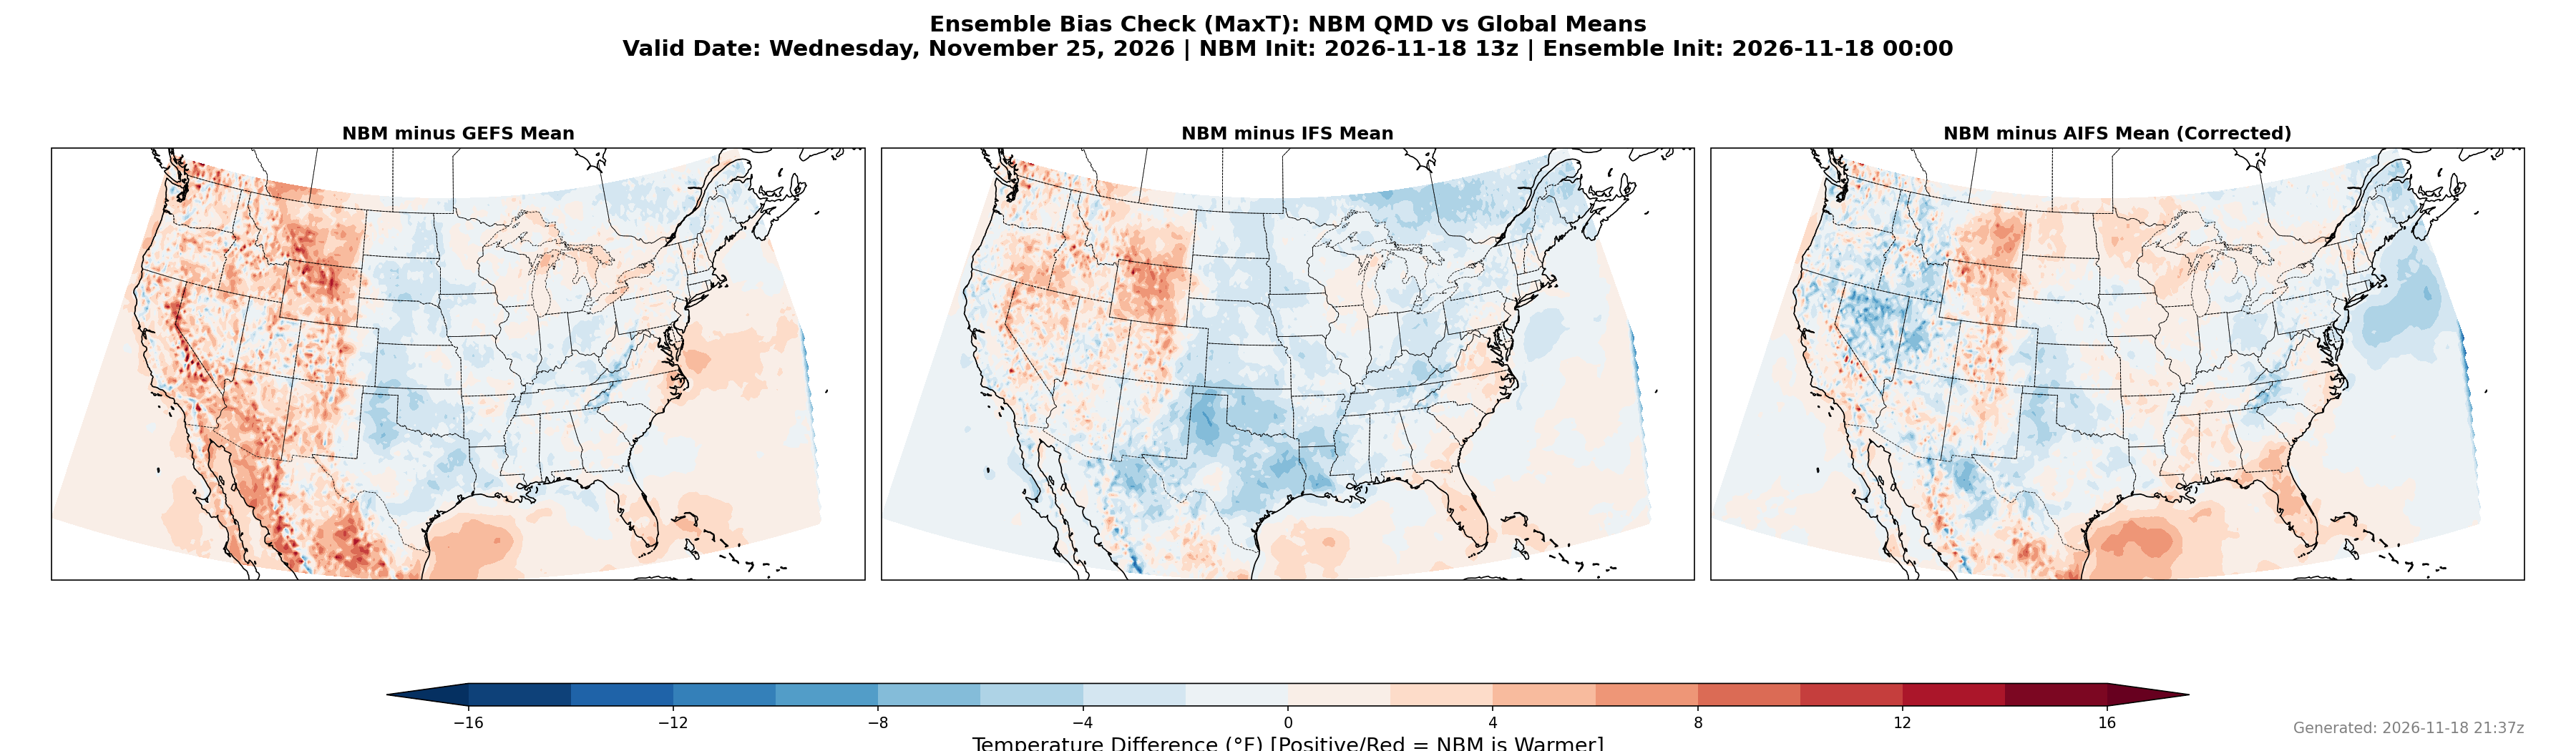 Ensemble Bias Check (MaxT): NBM QMD vs Global Means
Valid Date: Wednesday, November 25, 2026 | NBM Init: 2026-11-18 13z | Ensemble Init: 2026-11-18 00:00
NBM minus GEFS Mean
NBM minus IFS Mean
NBM minus AIFS Mean (Corrected)
−16 −12 −8 −4 0 4 8 12 16
Temperature Difference (°F) [Positive/Red = NBM is Warmer]
Generated: 2026-11-18 21:37z